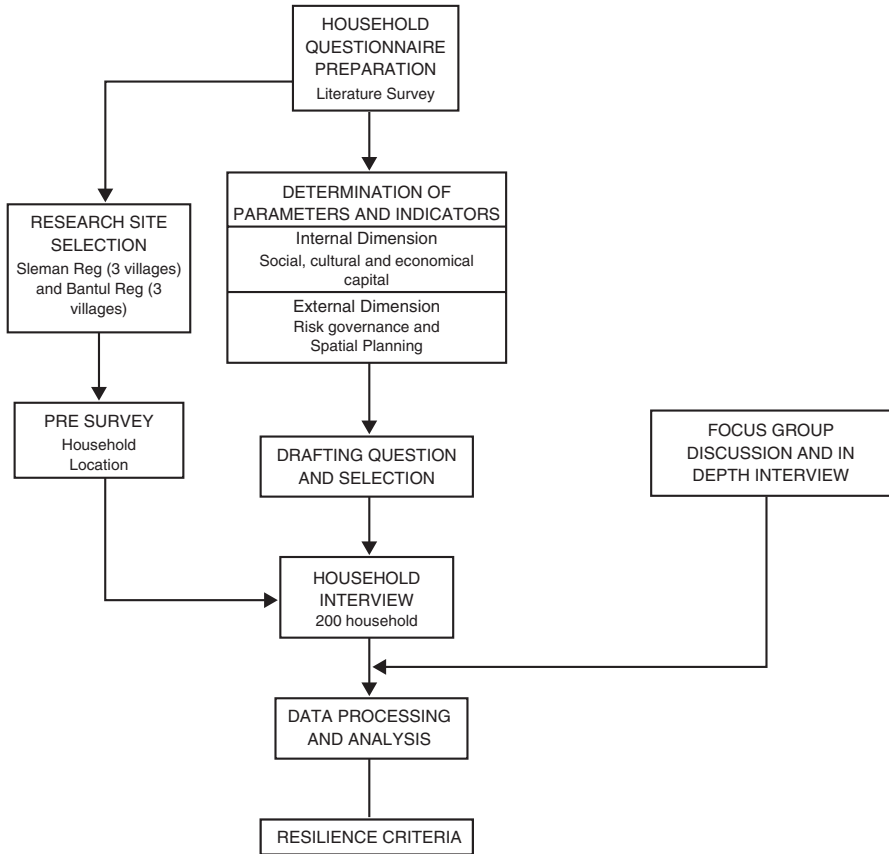 HOUSEHOLD
QUESTIONNAIRE
PREPARATION
Literature Survey
RESEARCH SITE
SELECTION
Sleman Reg (3 villages)
and Bantul Reg (3
villages)
DETERMINATION OF
PARAMETERS AND INDICATORS
Internal Dimension
Social, cultural and economical
capital
External Dimension
Risk governance and
Spatial Planning
PRE SURVEY
Household
Location
DRAFTING QUESTION
AND SELECTION
FOCUS GROUP
DISCUSSION AND IN
DEPTH INTERVIEW
HOUSEHOLD
INTERVIEW
200 household
DATA PROCESSING
AND ANALYSIS
RESILIENCE CRITERIA